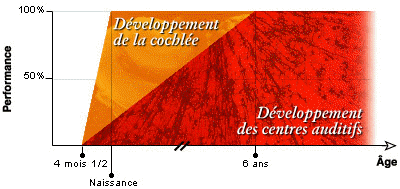 100%
Développement
de la cochlée
Performance
50%
Développement
des centres auditifs
4 mois 1/2
6 ans
Âge
Naissance